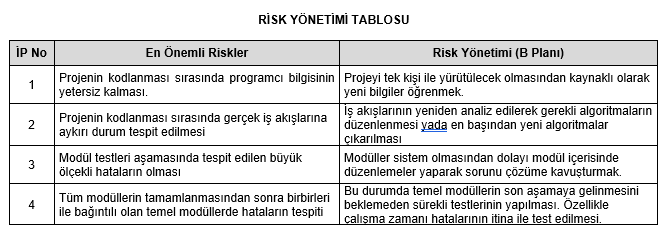 RİSK YÖNETİMİ TABLOSU
İP No
En Önemli Riskler
Risk Yönetimi (B Planı)
1
Projenin kodlanması sırasında programcı bilgisinin
yetersiz kalması.
Projeyi tek kişi ile yürütülecek olmasından kaynaklı olarak
yeni bilgiler öğrenmek.
2
Projenin kodlanması sırasında gerçek iş akışlarına
aykırı durum tespit edilmesi
İş akışlarının yeniden analiz edilerek gerekli algoritmaların
düzenlenmesi yada en başından yeni algoritmalar
çıkarılması
3
Modül testleri aşamasında tespit edilen büyük
ölçekli hataların olması
Modüller sistem olmasından dolayı modül içerisinde
düzenlemeler yaparak sorunu çözüme kavuşturmak.
4
Tüm modüllerin tamamlanmasından sonra birbirleri
ile bağıntılı olan temel modüllerde hataların tespiti
Bu durumda temel modüllerin son aşamaya gelinmesini
beklemeden sürekli testlerinin yapılması. Özellikle
çalışma zamanı hatalarının itina ile test edilmesi.